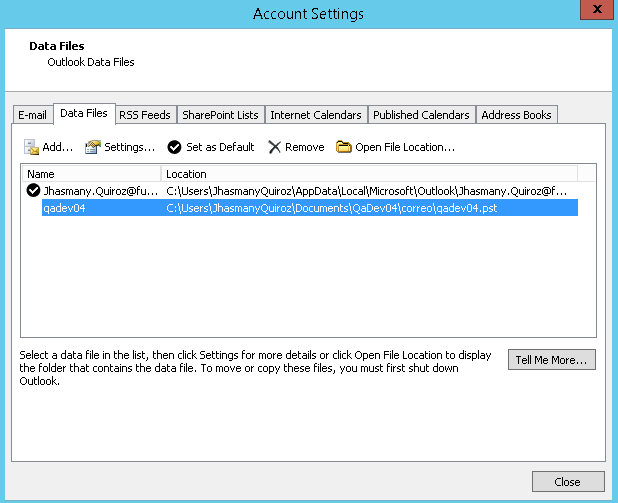 Account Settings
x
Data Files
Outlook Data Files
E-mail Data Files RSS Feeds SharePoint Lists Internet Calendars Published Calendars Address Books
Add... Settings... Set as Default Remove Open File Location...
Name Location
Jhasmany.Quiroz@fu... C:\Users\JhasmanyQuiroz\AppData\Local\Microsoft\Outlook\Jhasmany.Quiroz@f...
qadev04 C:\Users\JhasmanyQuiroz\Documents\QaDev04\correo\qadev04.pst
Select a data file in the list, then click Settings for more details or click Open File Location to display
the folder that contains the data file. To move or copy these files, you must first shut down
Outlook.
Tell Me More...
Close